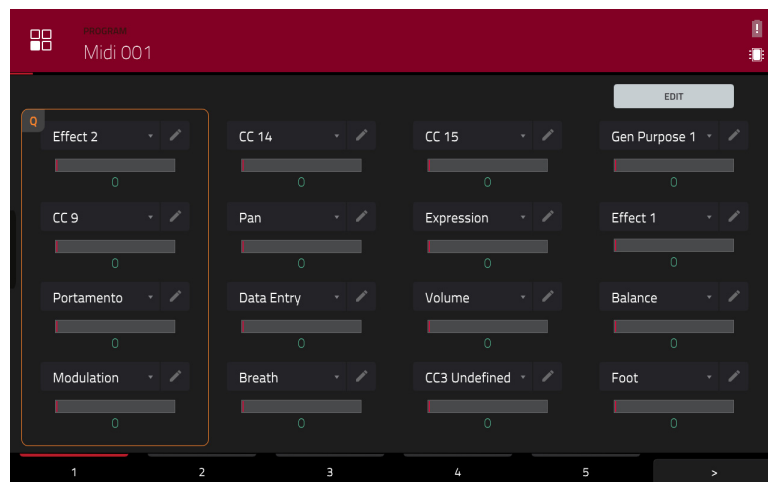 PROGRAM
Midi 001
!
EDIT
Q
Effect 2 CC 14 CC 15 Gen Purpose 1
0 0 0 0
CC 9 Pan Expression Effect 1
0 0 0 0
Portamento Data Entry Volume Balance
0 0 0 0
Modulation Breath CC3 Undefined Foot
0 0 0 0
1 2 3 4 5 >